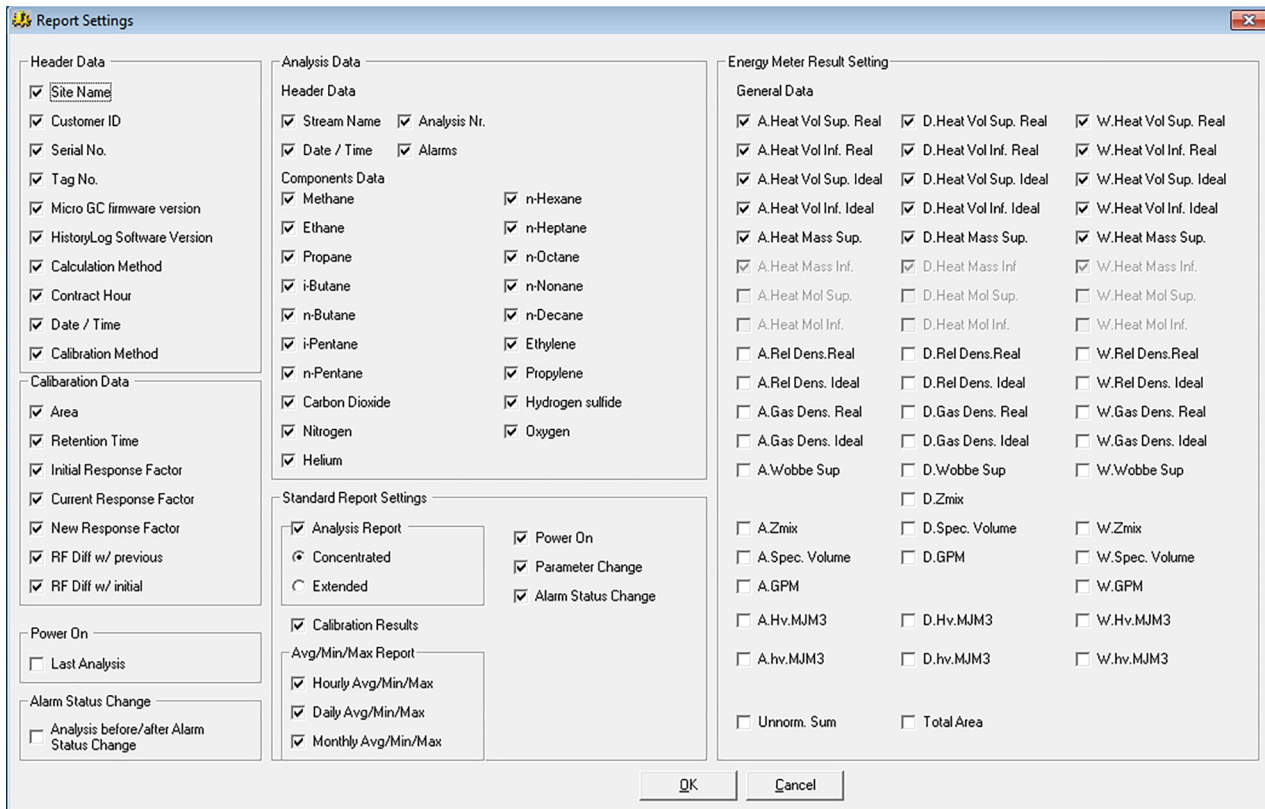 Report Settings
Header Data
Site Name
Customer ID
Serial No.
Tag No.
Micro GC firmware version
HistoryLog Software Version
Calculation Method
Contract Hour
Date / Time
Calibration Method
Calibaration Data
Area
Retention Time
Initial Response Factor
Current Response Factor
New Response Factor
RF Diff w/ previous
RF Diff w/ initial
Power On
Last Analysis
Alarm Status Change
Analysis before/after Alarm
Status Change
Analysis Data
Header Data
Stream Name Analysis Nr.
Date / Time Alarms
Components Data
Methane n-Hexane
Ethane n-Heptane
Propane n-Octane
i-Butane n-Nonane
n-Butane n-Decane
i-Pentane Ethylene
n-Pentane Propylene
Carbon Dioxide Hydrogen sulfide
Nitrogen Oxygen
Helium
Standard Report Settings
Analysis Report
Concentrated
Extended
Calibration Results
Avg/Min/Max Report
Hourly Avg/Min/Max
Daily Avg/Min/Max
Monthly Avg/Min/Max
Power On
Parameter Change
Alarm Status Change
Energy Meter Result Setting
General Data
A.Heat Vol Sup. Real D.Heat Vol Sup. Real W.Heat Vol Sup. Real
A.Heat Vol Inf. Real D.Heat Vol Inf. Real W.Heat Vol Inf. Real
A.Heat Vol Sup. Ideal D.Heat Vol Sup. Ideal W.Heat Vol Sup. Ideal
A.Heat Vol Inf. Ideal D.Heat Vol Inf. Ideal W.Heat Vol Inf. Ideal
A.Heat Mass Sup. D.Heat Mass Sup. W.Heat Mass Sup.
A.Heat Mass Inf. D.Heat Mass Inf W.Heat Mass Inf.
A.Heat Mol Sup. D.Heat Mol Sup. W.Heat Mol Sup.
A.Heat Mol Inf. D.Heat Mol Inf. W.Heat Mol Inf.
A.Rel Dens.Real D.Rel Dens.Real W.Rel Dens.Real
A.Rel Dens. Ideal D.Rel Dens. Ideal W.Rel Dens. Ideal
A.Gas Dens. Real D.Gas Dens. Real W.Gas Dens. Real
A.Gas Dens. Ideal D.Gas Dens. Ideal W.Gas Dens. Ideal
A.Wobbe Sup D.Wobbe Sup W.Wobbe Sup
D.Zmix
A.Zmix D.Spec. Volume W.Zmix
A.Spec. Volume D.GPM W.Spec. Volume
A.GPM W.GPM
A.Hv.MJM3 D.Hv.MJM3 W.Hv.MJM3
A.hv.MJM3 D.hv.MJM3 W.hv.MJM3
Unnorm. Sum Total Area
OK Cancel